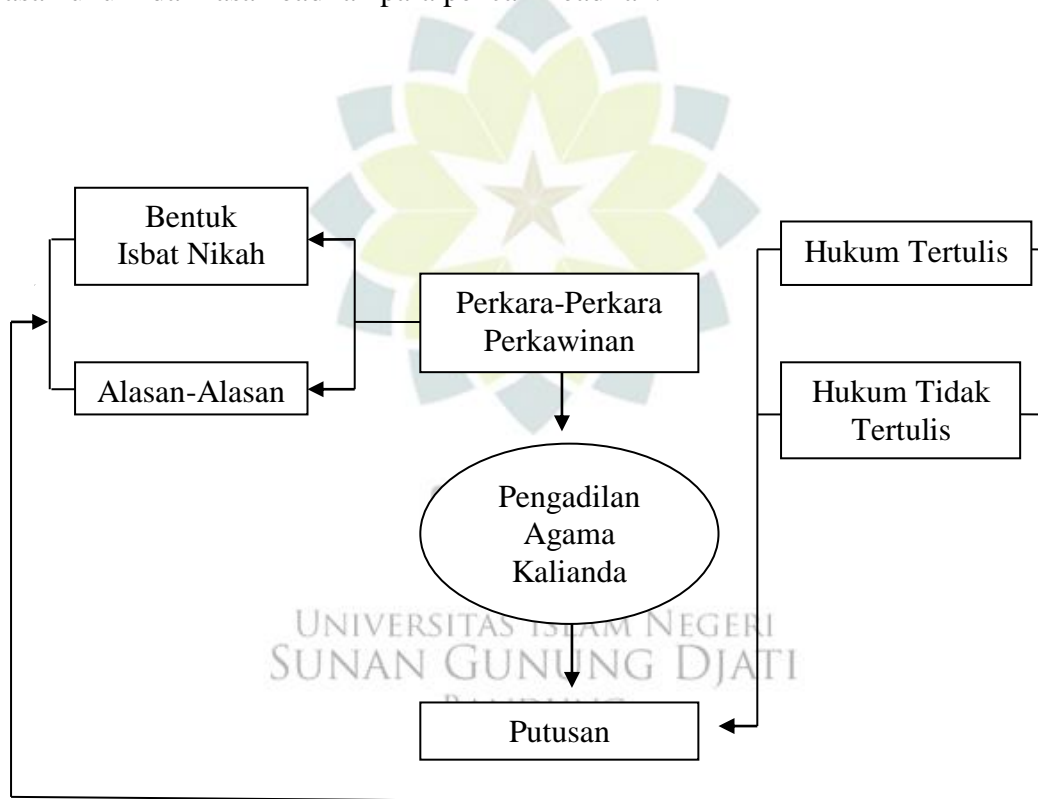 Bentuk
Isbat Nikah
Hukum Tertulis
Perkara-Perkara
Perkawinan
Alasan-Alasan
Hukum Tidak
Tertulis
Pengadilan
Agama
Kalianda
UNIVERSITAS ISLAM NEGERI
SUNAN GUNUNG DJATI
Putusan